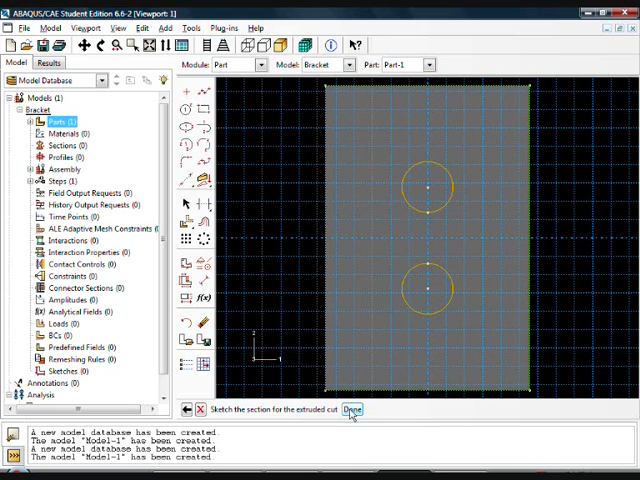 ABAQUS/CAE Student Edition 6.6-2 [Viewport: 1]
File Model Viewport View Edit Add Tools Plug-ins Help
Model Results Module: Part Model: Bracket Part: Part-1
Model Database
Models (1)
Bracket
Parts (1)
Materials (0)
Sections (0)
Profiles (0)
Assembly
Steps (1)
Field Output Requests (0)
History Output Requests (0)
Time Points (0)
ALE Adaptive Mesh Constraints (
Interactions (0)
Interaction Properties (0)
Contact Controls (0)
Constraints (0)
Connector Sections (0)
Amplitudes (0)
Analytical Fields (0)
Loads (0)
BCs (0)
Predefined Fields (0)
Remeshing Rules (0)
Sketches (0)
Annotations (0)
Analysis
f(x)
2
3 1
Sketch the section for the extruded cut Done
A new model database has been created.
The model "Model-1" has been created.
A new model database has been created.
The model "Model-1" has been created.
>>>